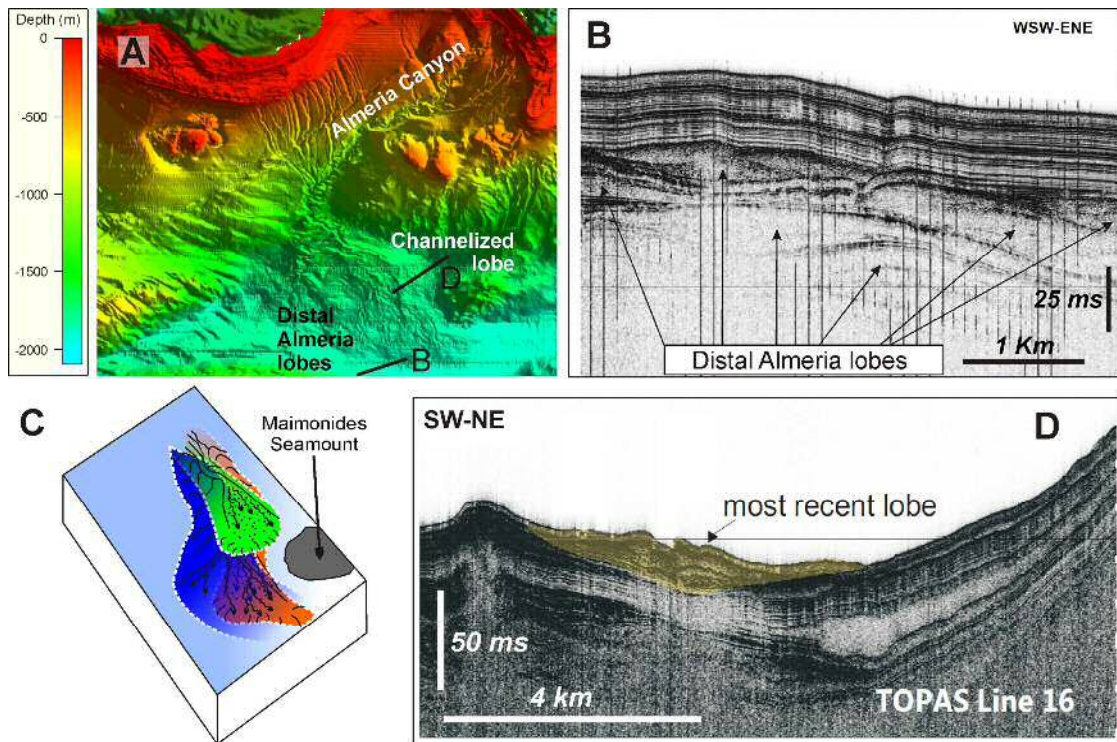 Depth (m)
0
-500
-1000
-1500
-2000
A
Almeria Canyon
Channelized
lobe
D
Distal
Almeria
lobes
B
B
WSW-ENE
25 ms
1 Km
Distal Almeria lobes
C
Maimonides
Seamount
SW-NE
D
most recent lobe
50 ms
4 km
TOPAS Line 16